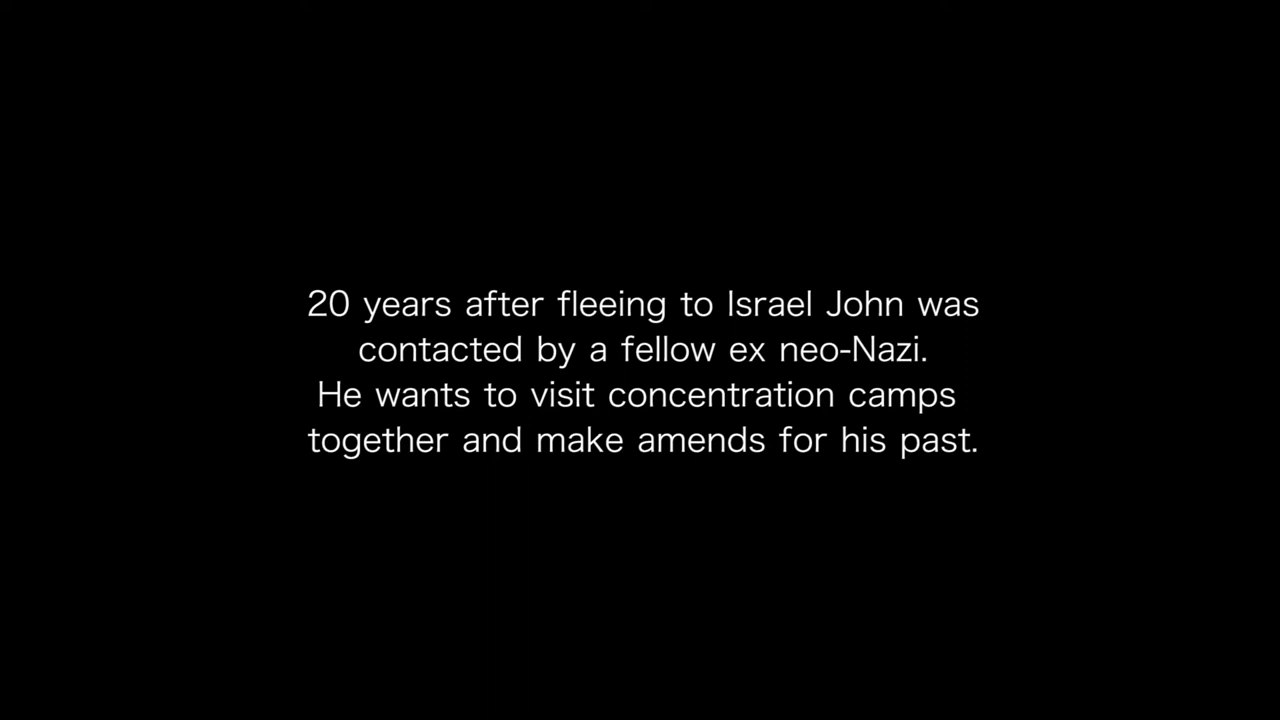 20 years after fleeing to Israel John was
contacted by a fellow ex neo-Nazi.
He wants to visit concentration camps
together and make amends for his past.